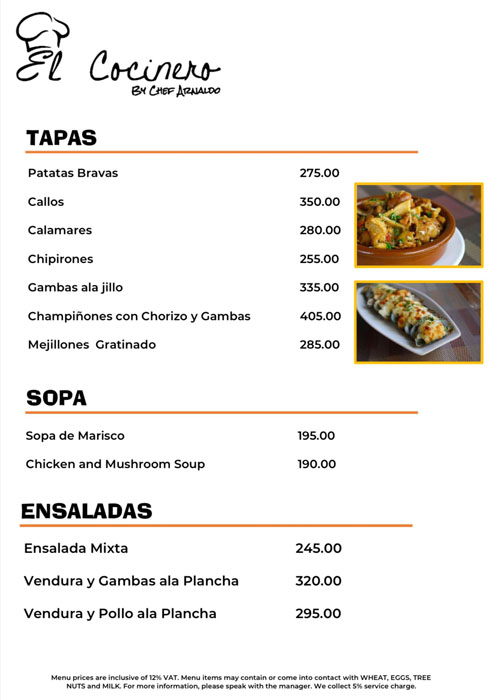 El Cocinero
By Chef Arnaldo
TAPAS
Patatas Bravas 275.00
Callos 350.00
Calamares 280.00
Chipirones 255.00
Gambas ala jillo 335.00
Champiñones con Chorizo y Gambas 405.00
Mejillones  Gratinado 285.00
SOPA
Sopa de Marisco 195.00
Chicken and Mushroom Soup 190.00
ENSALADAS
Ensalada Mixta 245.00
Vendura y Gambas ala Plancha 320.00
Vendura y Pollo ala Plancha 295.00
Menu prices are inclusive of 12% VAT. Menu items may contain or come into contact with WHEAT, EGGS, TREE
NUTS and MILK. For more information, please speak with the manager. We collect 5% service charge.